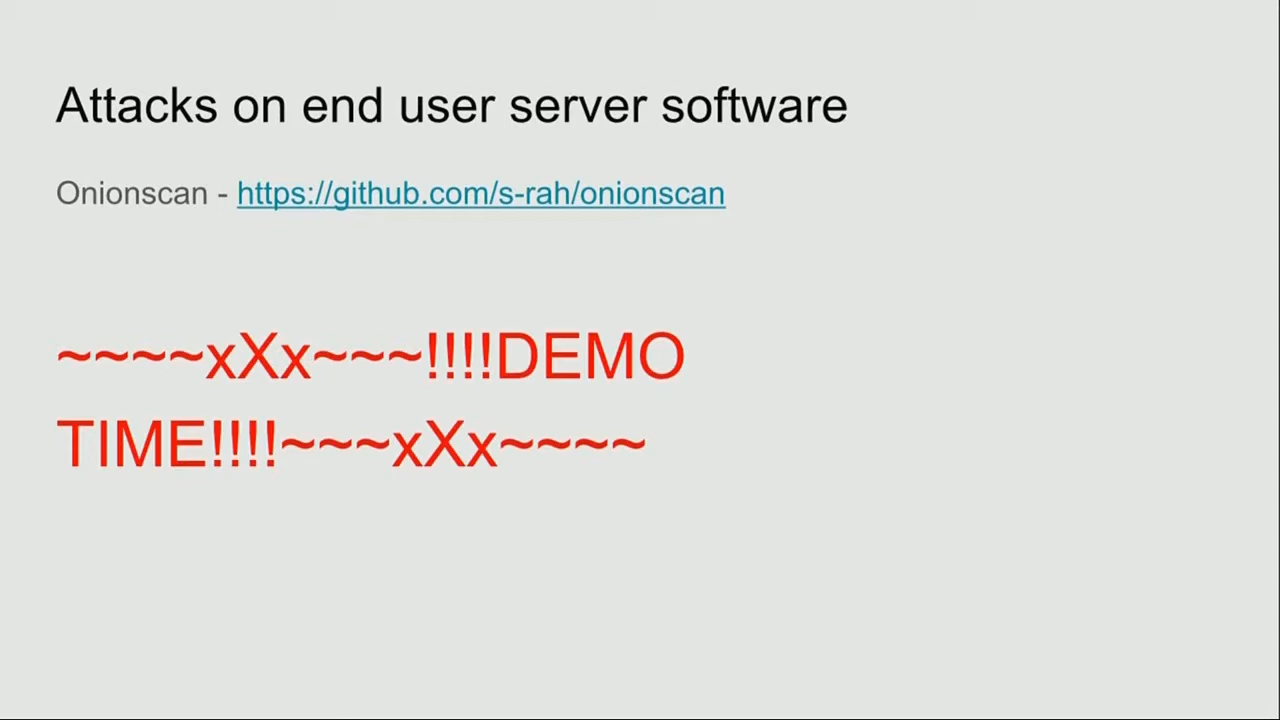 Attacks on end user server software
Onionscan - https://github.com/s-rah/onionscan
~~~~xXx~~~!!!!DEMO
TIME!!!!~~~xXx~~~~